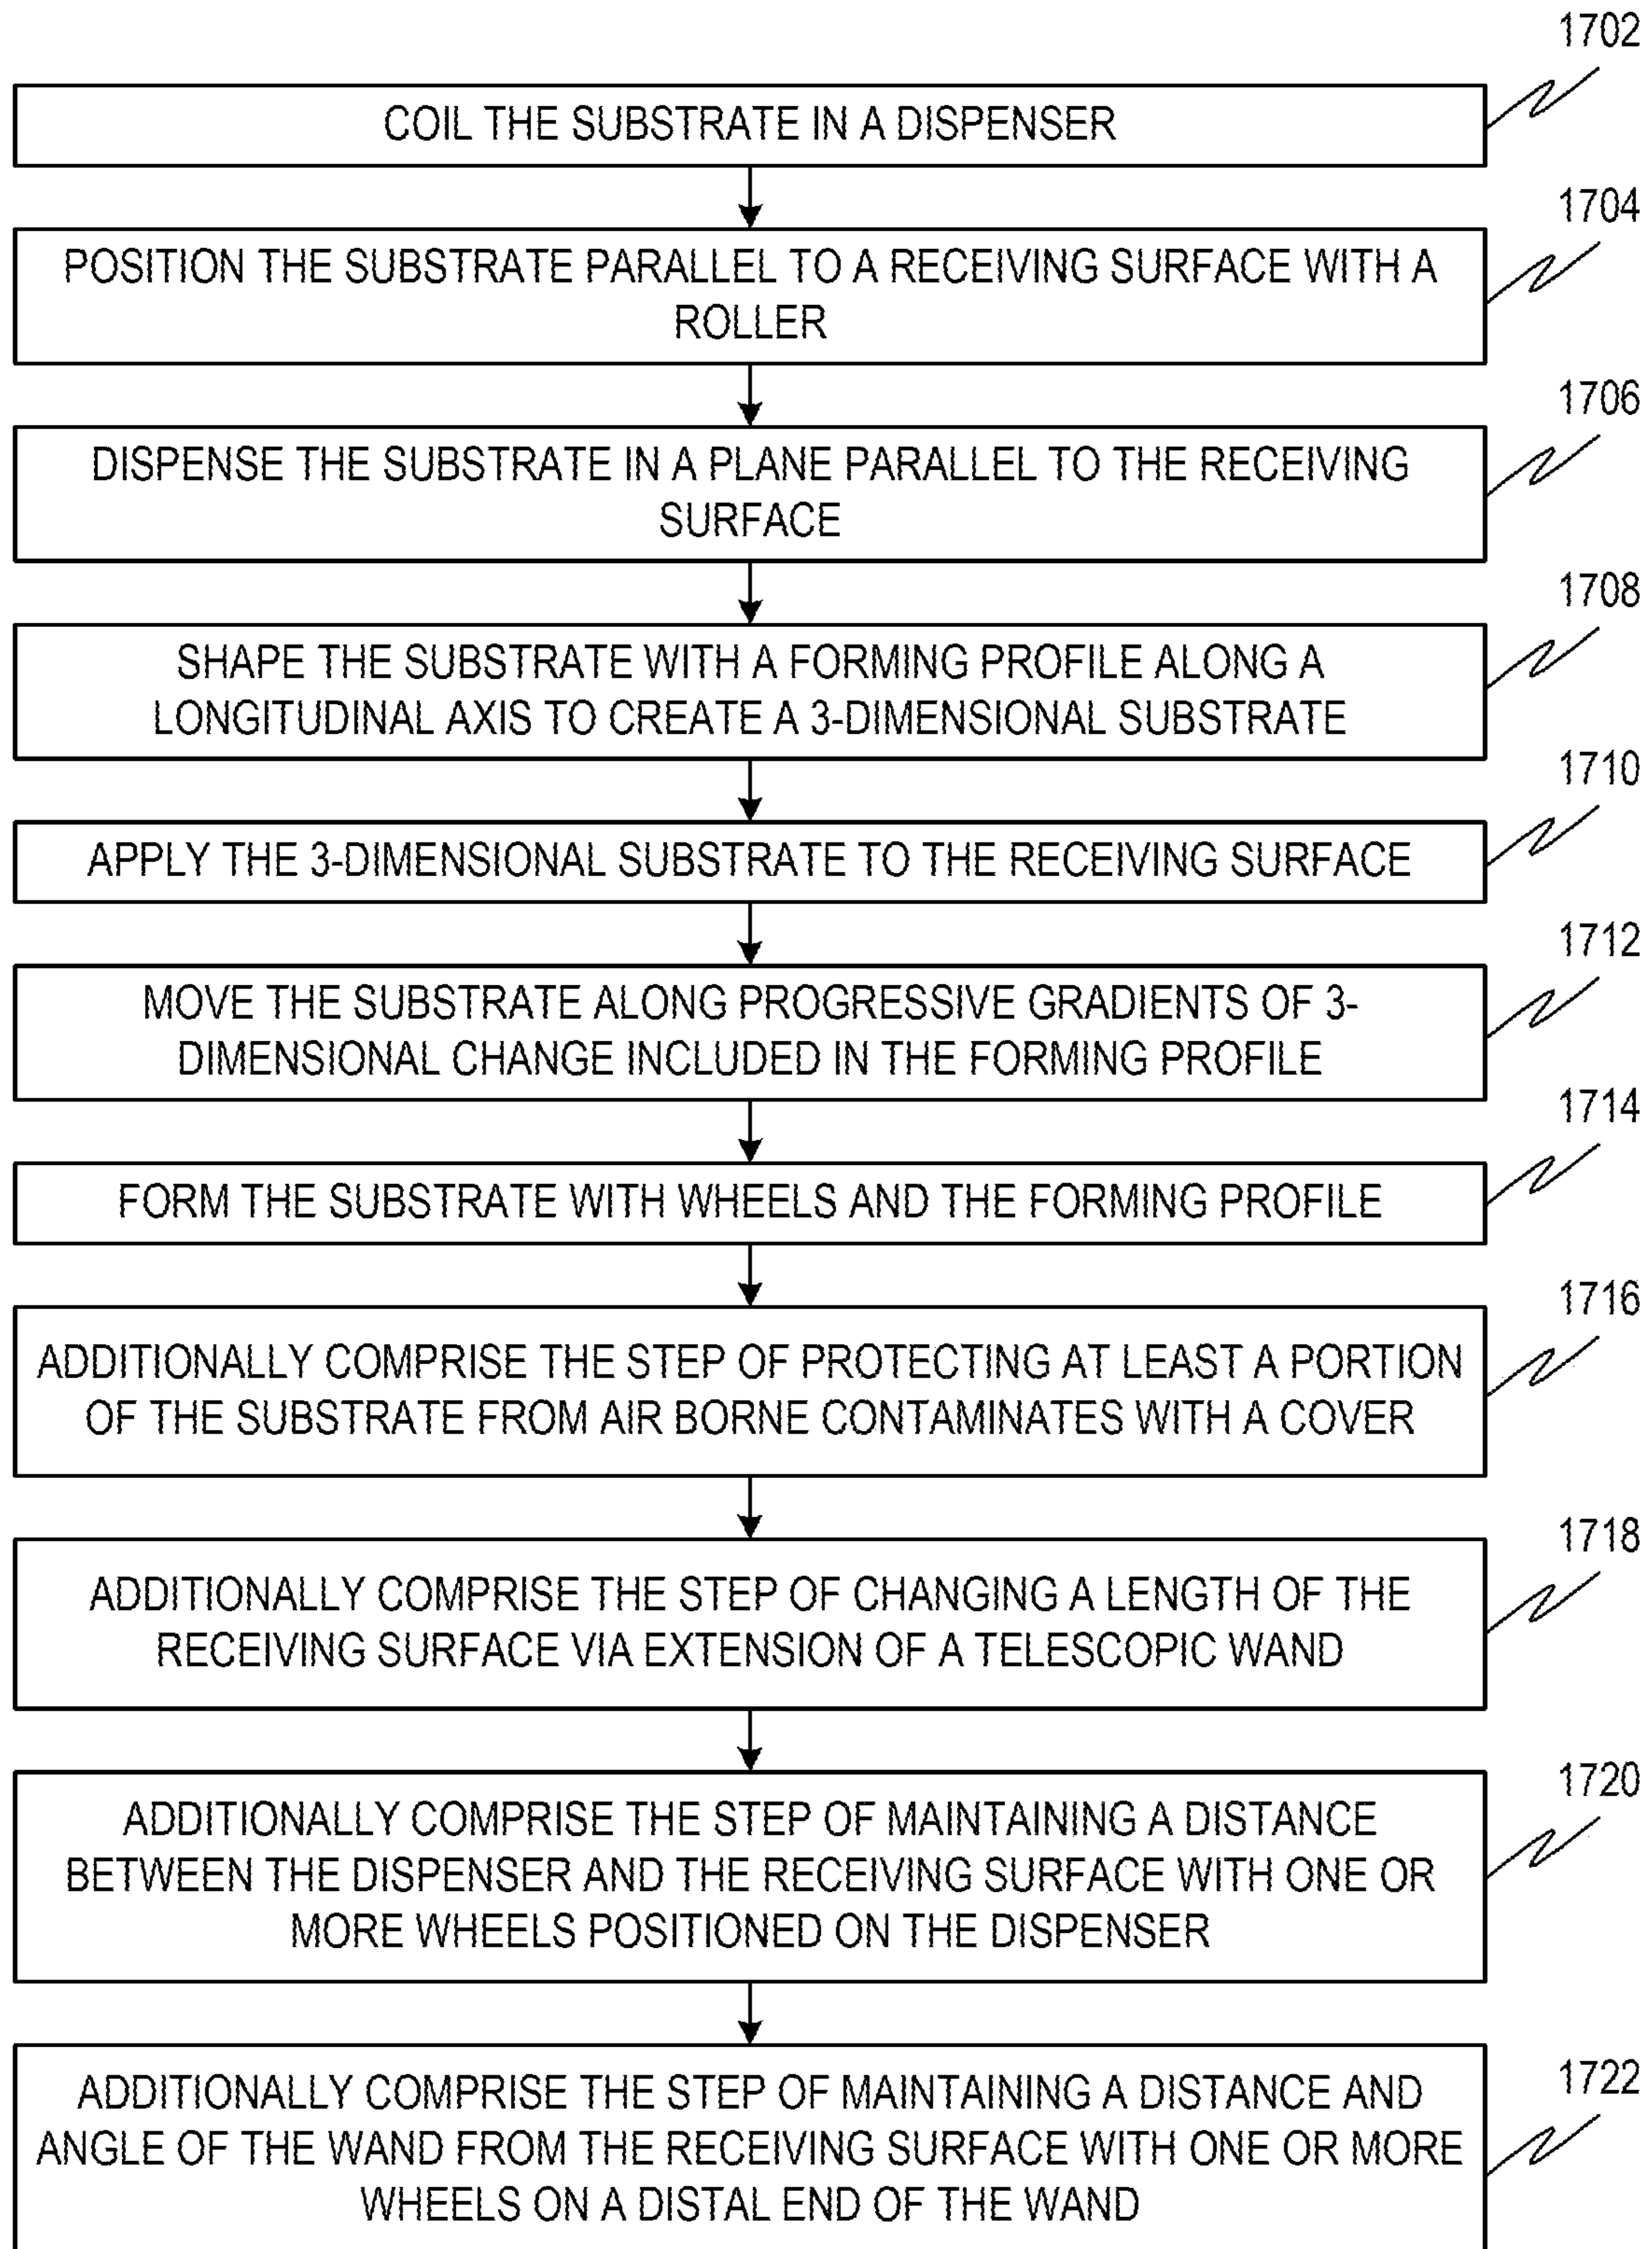 1702
COIL THE SUBSTRATE IN A DISPENSER
1704
POSITION THE SUBSTRATE PARALLEL TO A RECEIVING SURFACE WITH A
ROLLER
1706
DISPENSE THE SUBSTRATE IN A PLANE PARALLEL TO THE RECEIVING
SURFACE
1708
SHAPE THE SUBSTRATE WITH A FORMING PROFILE ALONG A
LONGITUDINAL AXIS TO CREATE A 3-DIMENSIONAL SUBSTRATE
1710
APPLY THE 3-DIMENSIONAL SUBSTRATE TO THE RECEIVING SURFACE
1712
MOVE THE SUBSTRATE ALONG PROGRESSIVE GRADIENTS OF 3-
DIMENSIONAL CHANGE INCLUDED IN THE FORMING PROFILE
1714
FORM THE SUBSTRATE WITH WHEELS AND THE FORMING PROFILE
1716
ADDITIONALLY COMPRISE THE STEP OF PROTECTING AT LEAST A PORTION
OF THE SUBSTRATE FROM AIR BORNE CONTAMINATES WITH A COVER
1718
ADDITIONALLY COMPRISE THE STEP OF CHANGING A LENGTH OF THE
RECEIVING SURFACE VIA EXTENSION OF A TELESCOPIC WAND
1720
ADDITIONALLY COMPRISE THE STEP OF MAINTAINING A DISTANCE
BETWEEN THE DISPENSER AND THE RECEIVING SURFACE WITH ONE OR
MORE WHEELS POSITIONED ON THE DISPENSER
1722
ADDITIONALLY COMPRISE THE STEP OF MAINTAINING A DISTANCE AND
ANGLE OF THE WAND FROM THE RECEIVING SURFACE WITH ONE OR MORE
WHEELS ON A DISTAL END OF THE WAND